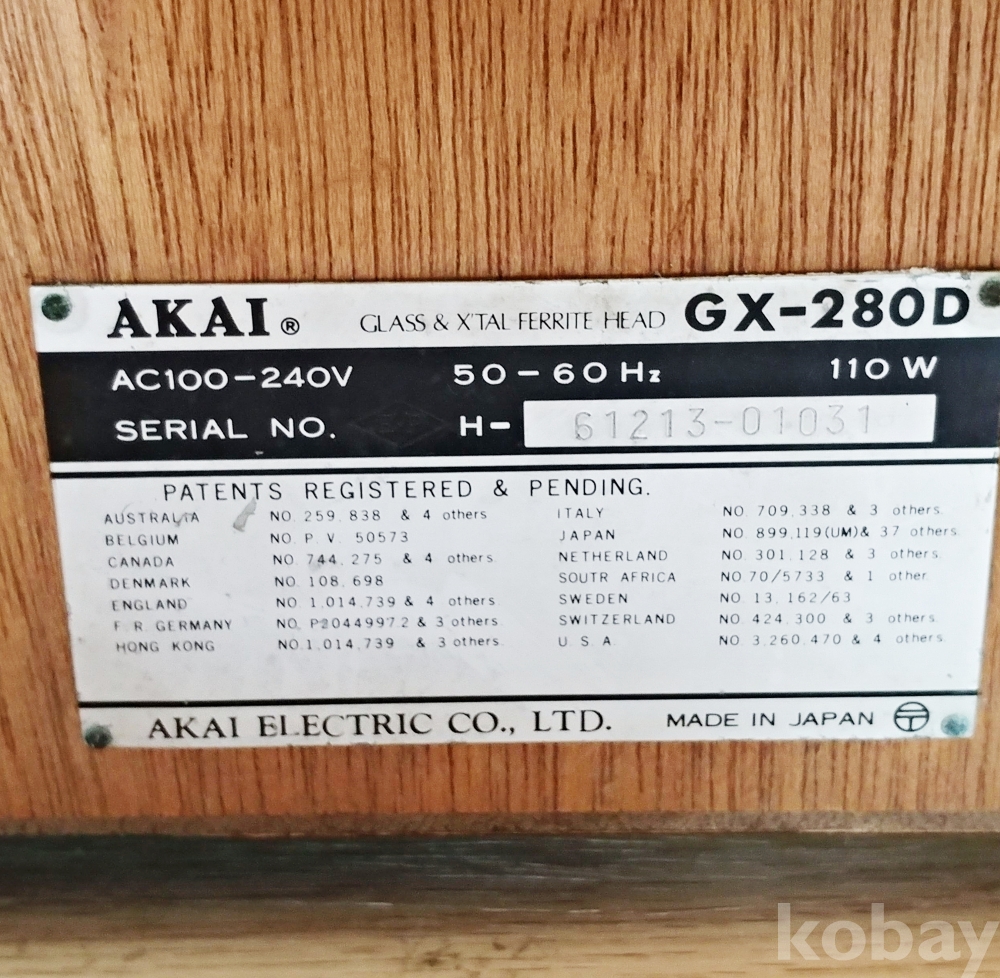 AKAI® GLASS & X'TAL FERRITE HEAD GX-280D
AC100-240V 50-60 Hz 110 W
SERIAL NO. H- 61213-01031
PATENTS REGISTERED & PENDING.
AUSTRALIA NO. 259. 838 & 4 others
BELGIUM NO. P. V. 50573
CANADA NO. 744. 275 & 4 others
DENMARK NO. 108. 698
ENGLAND NO. 1,014,739 & 4 others
F. R. GERMANY NO. P2044997.2 & 3 others
HONG KONG NO. 1,014,739 & 3 others
ITALY NO. 709. 338 & 3 others.
JAPAN NO. 899.119(UM)& 37 others
NETHERLAND NO. 301. 128 & 3 others.
SOUTR AFRICA NO 70/5733 & 1 other
SWEDEN NO. 13. 162/63
SWITZERLAND NO. 424. 300 & 3 others.
U. S. A. NO. 3,260.470 & 4 others.
AKAI ELECTRIC CO., LTD. MADE IN JAPAN
kobay